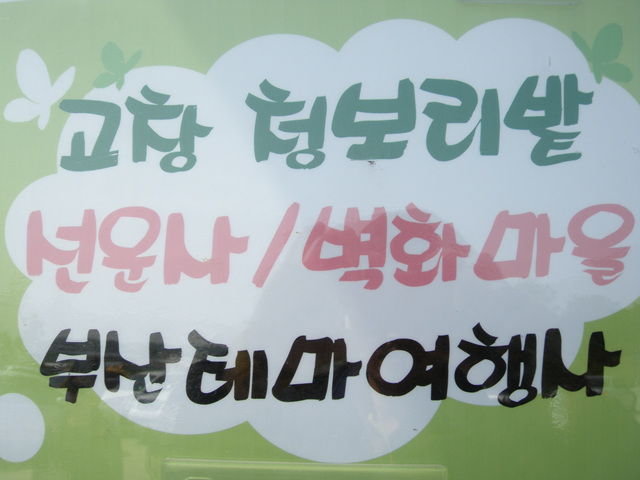 고창 청보리밭
선운사/벽화마을
부산테마여행사